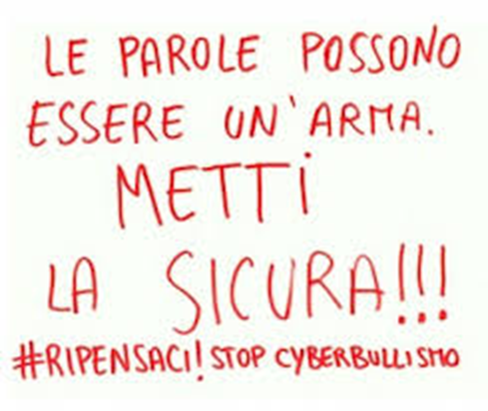 LE PAROLE POSSONO
ESSERE UN'ARMA.
METTi
LA SICURA!!!
#RIPENSACI! STOP CYBERBULLISMO